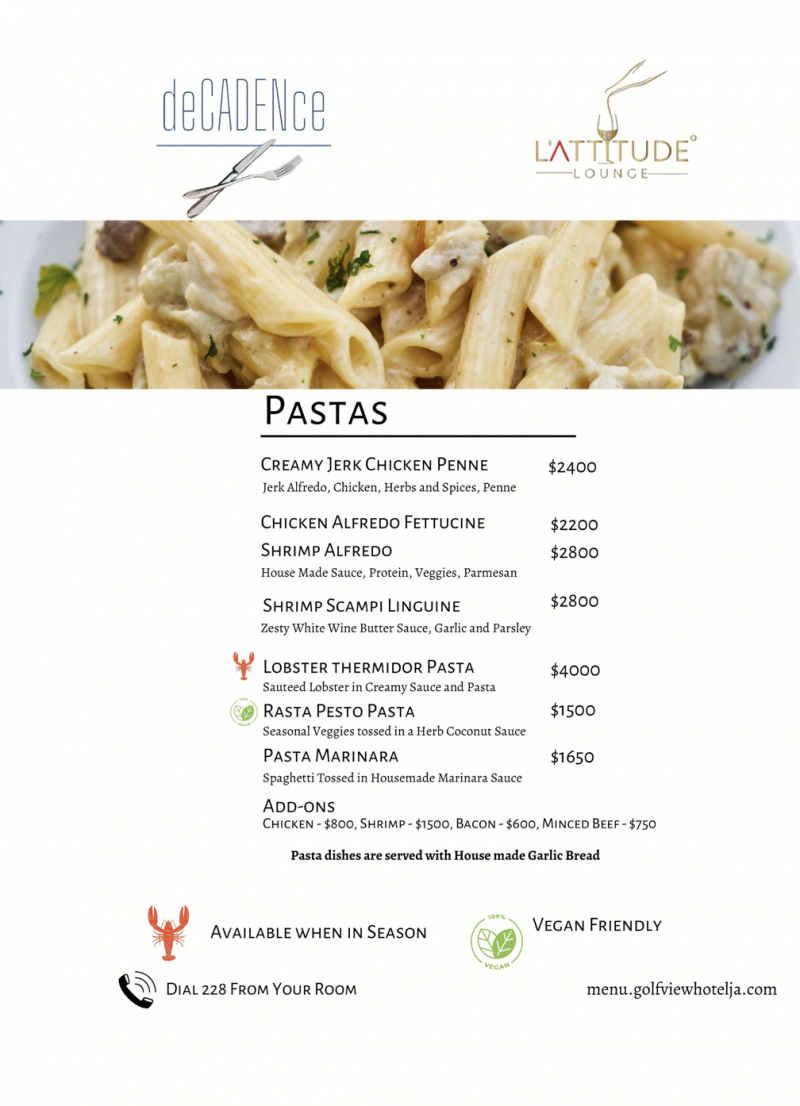 deCADENce
L'ATTITUDE°
LOUNGE
Pastas
Creamy Jerk Chicken Penne $2400
Jerk Alfredo, Chicken, Herbs and Spices, Penne
Chicken Alfredo Fettucine $2200
Shrimp Alfredo $2800
House Made Sauce, Protein, Veggies, Parmesan
Shrimp Scampi Linguine $2800
Zesty White Wine Butter Sauce, Garlic and Parsley
Lobster thermidor Pasta $4000
Sauteed Lobster in Creamy Sauce and Pasta
Rasta Pesto Pasta $1500
Seasonal Veggies tossed in a Herb Coconut Sauce
Pasta Marinara $1650
Spaghetti Tossed in Housemade Marinara Sauce
Add-ons
Chicken - $800, Shrimp - $1500, Bacon - $600, Minced Beef - $750
Pasta dishes are served with House made Garlic Bread
Available when in Season
100%
VEGAN
Vegan Friendly
Dial 228 From Your Room
menu.golfviewhotelja.com